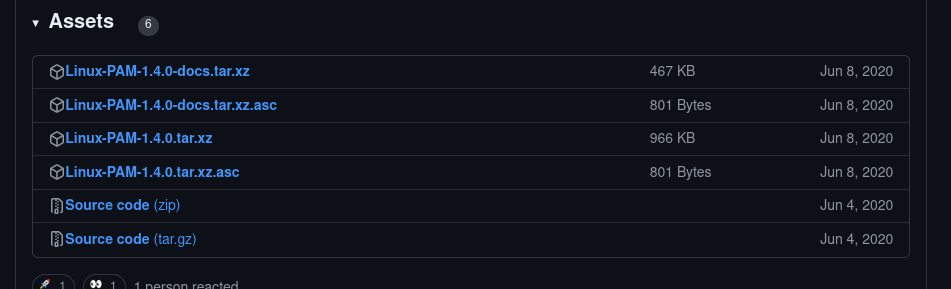 Assets 6
Linux-PAM-1.4.0-docs.tar.xz 467 KB Jun 8, 2020
Linux-PAM-1.4.0-docs.tar.xz.asc 801 Bytes Jun 8, 2020
Linux-PAM-1.4.0.tar.xz 966 KB Jun 8, 2020
Linux-PAM-1.4.0.tar.xz.asc 801 Bytes Jun 8, 2020
Source code (zip) Jun 4, 2020
Source code (tar.gz) Jun 4, 2020
1 1 1 person reacted